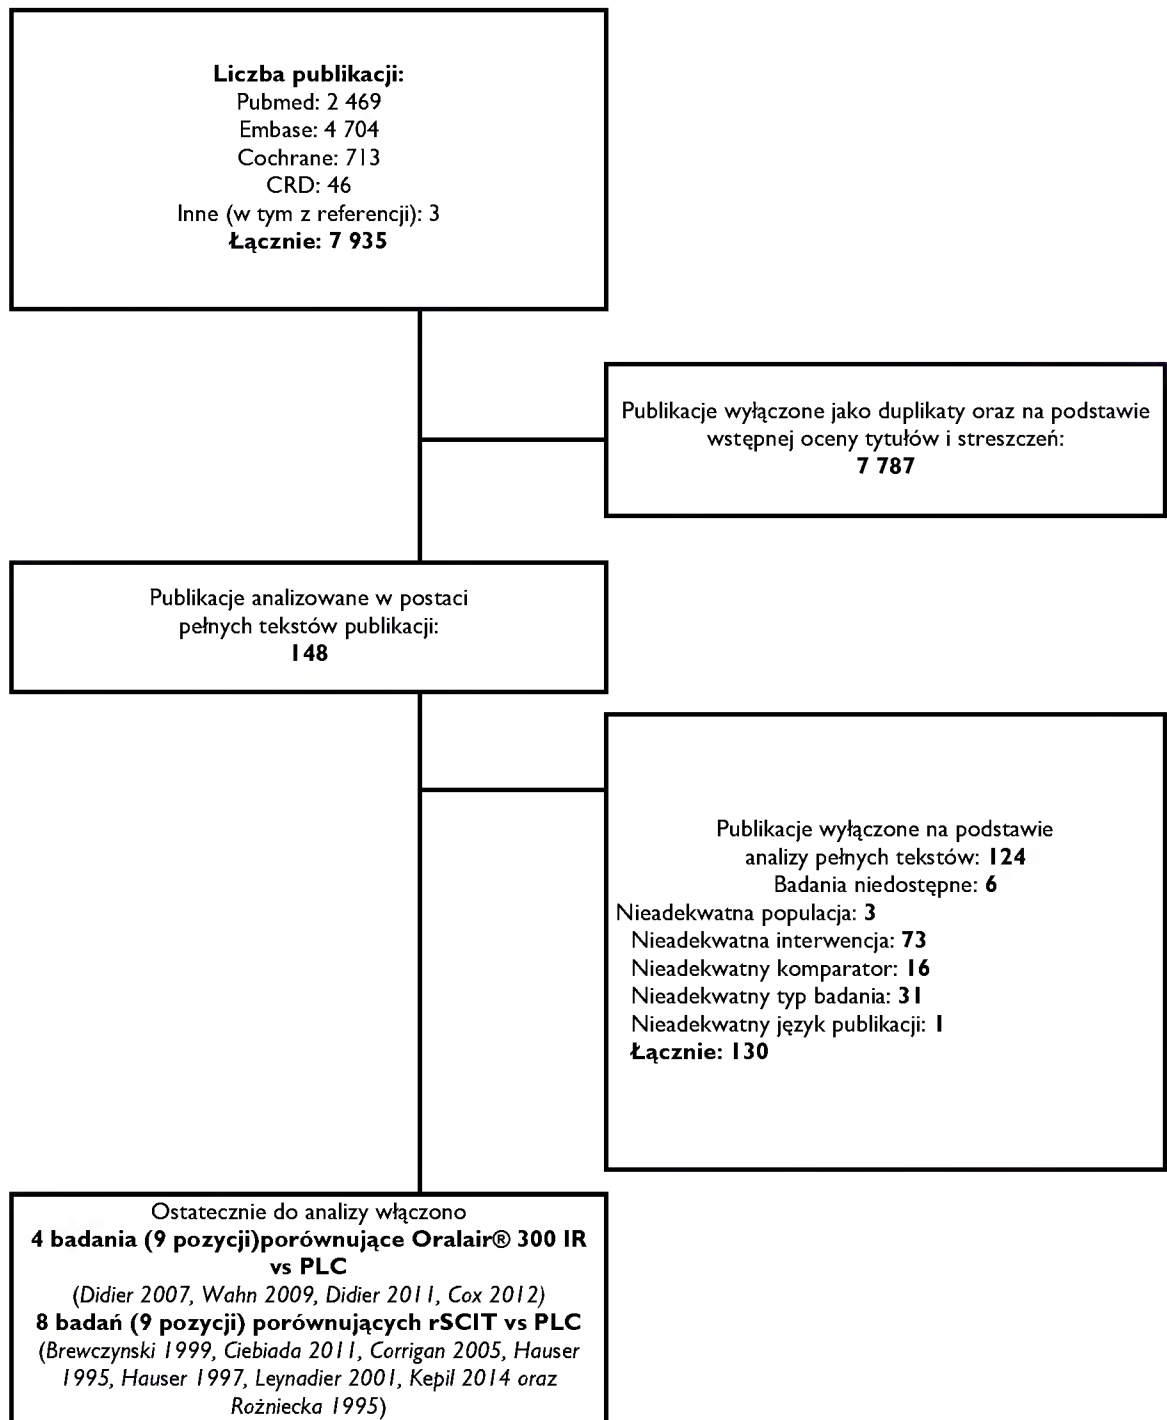 Liczba publikacji:
Pubmed: 2 469
Embase: 4 704
Cochrane: 713
CRD: 46
Inne (w tym z referencji): 3
Łącznie: 7 935
Publikacje wyłączone jako duplikaty oraz na podstawie
wstępnej oceny tytułów i streszczeń:
7 787
Publikacje analizowane w postaci
pełnych tekstów publikacji:
148
Publikacje wyłączone na podstawie
analizy pełnych tekstów: 124
Badania niedostępne: 6
Nieadekwatna populacja: 3
Nieadekwatna interwencja: 73
Nieadekwatny komparator: 16
Nieadekwatny typ badania: 31
Nieadekwatny język publikacji: 1
Łącznie: 130
Ostatecznie do analizy włączono
4 badania (9 pozycji)porównujące Oralair® 300 IR
vs PLC
(Didier 2007, Wahn 2009, Didier 2011, Cox 2012)
8 badań (9 pozycji) porównujących rSCIT vs PLC
(Brewczynski 1999, Ciebiada 2011, Corrigan 2005, Hauser
1995, Hauser 1997, Leynadier 2001, Kepil 2014 oraz
Rożniecka 1995)